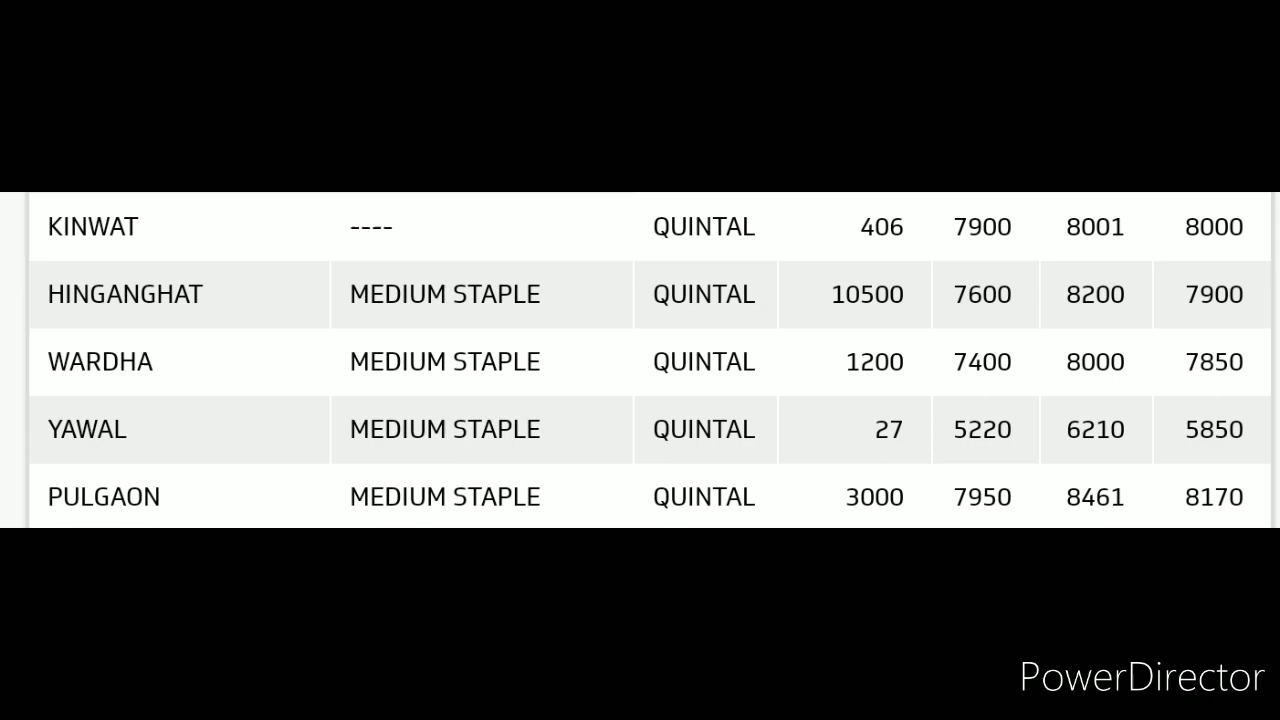 KINWAT ---- QUINTAL 406 7900 8001 8000
HINGANGHAT MEDIUM STAPLE QUINTAL 10500 7600 8200 7900
WARDHA MEDIUM STAPLE QUINTAL 1200 7400 8000 7850
YAWAL MEDIUM STAPLE QUINTAL 27 5220 6210 5850
PULGAON MEDIUM STAPLE QUINTAL 3000 7950 8461 8170
PowerDirector